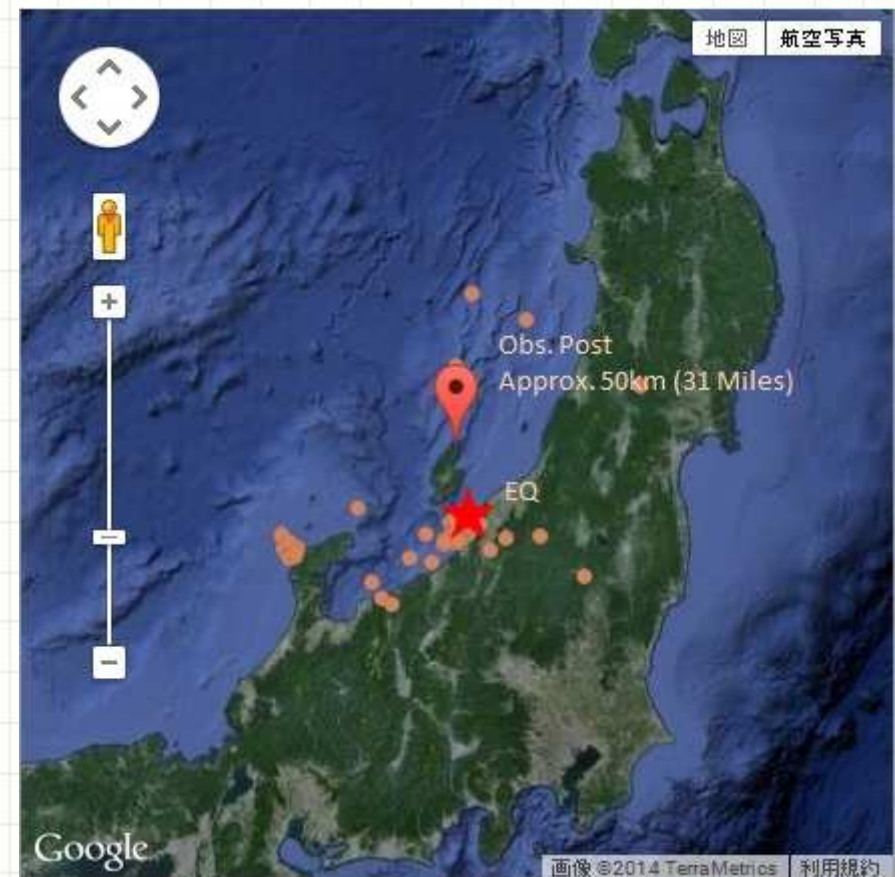 地図 航空写真
Obs. Post
Approx. 50km (31 Miles)
EQ
Google
画像 ©2014 TerraMetrics 利用規約